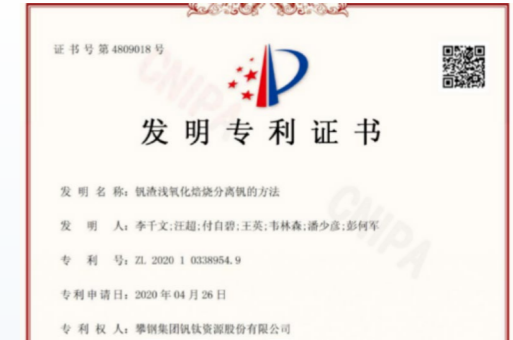 证书号第4809018号
发明专利证书
发明名称：钒渣浅氧化焙烧分离钒的方法
发明人：李千文;汪超;付自碧;王英;韦林森;潘少彦;彭何军
专利号：ZL 2020 1 0338954.9
专利申请日：2020年04月26日
专利权人：攀钢集团钒钛资源股份有限公司
CNIPA
CNIPA